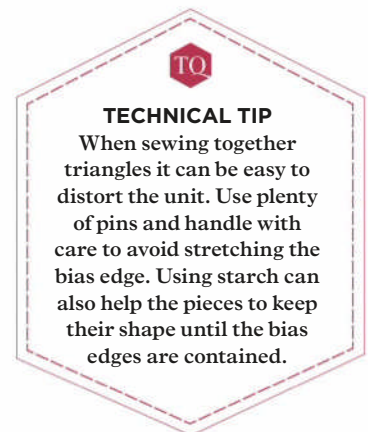 TQ
TECHNICAL TIP
When sewing together
triangles it can be easy to
distort the unit. Use plenty
of pins and handle with
care to avoid stretching the
bias edge. Using starch can
also help the pieces to keep
their shape until the bias
edges are contained.